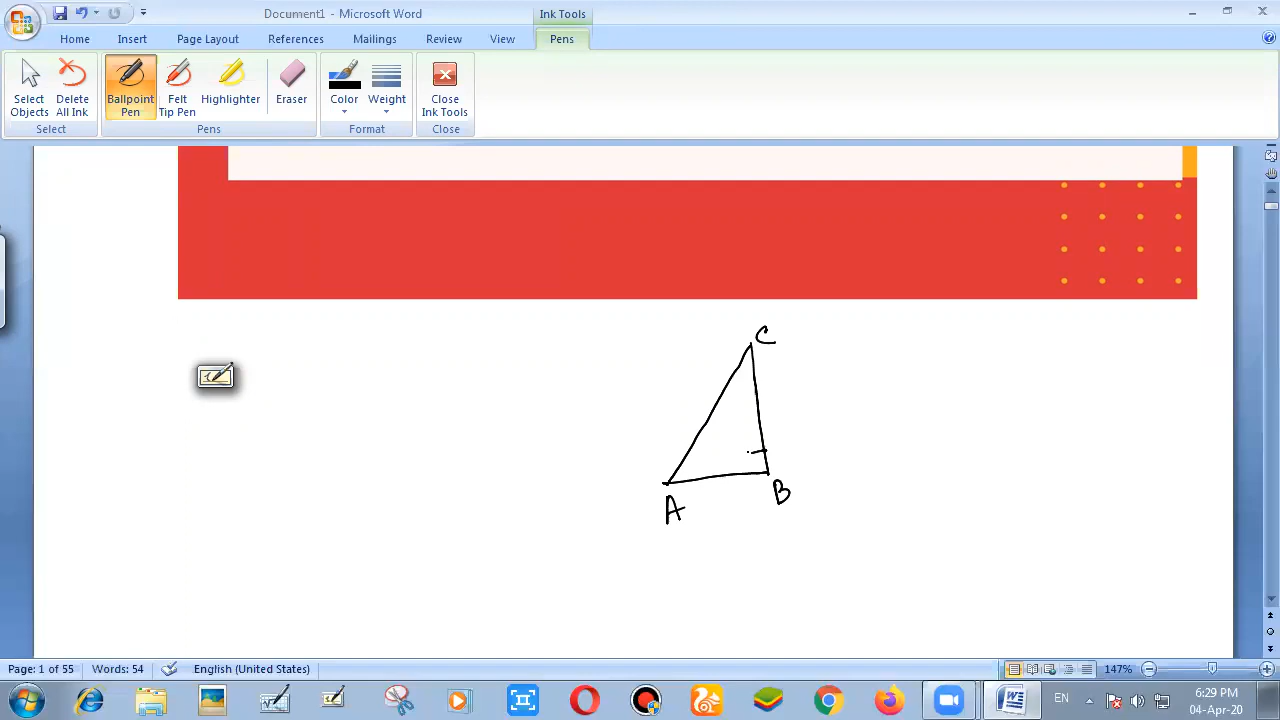 Document1 - Microsoft Word
Ink Tools
Home
Insert
Page Layout
References
Mailings
Review
View
Pens
Select Objects
Delete All Ink
Ballpoint Pen
Felt Tip Pen
Highlighter
Eraser
Color
Weight
Close Ink Tools
Select
Pens
Format
Close
C
A
B
Page: 1 of 55
Words: 54
English (United States)
147%
EN
6:29 PM
04-Apr-20